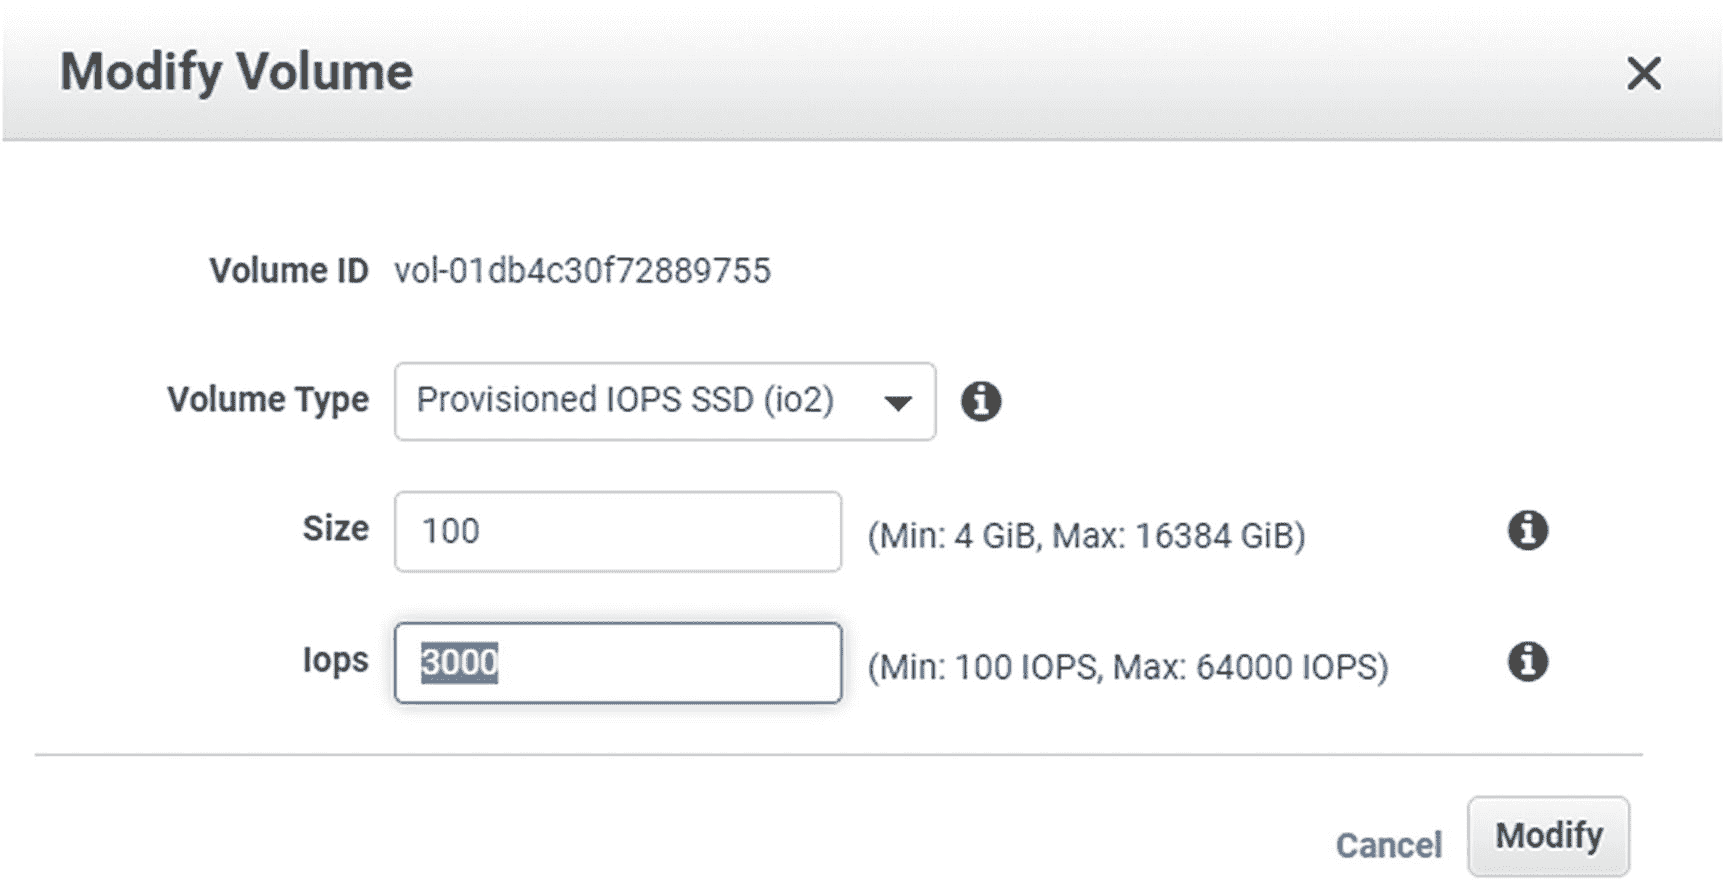 Modify Volume
Volume ID vol-01db4c30f72889755
Volume Type Provisioned IOPS SSD (io2)
Size 100 (Min: 4 GiB, Max: 16384 GiB)
Iops 3000 (Min: 100 IOPS, Max: 64000 IOPS)
Cancel Modify